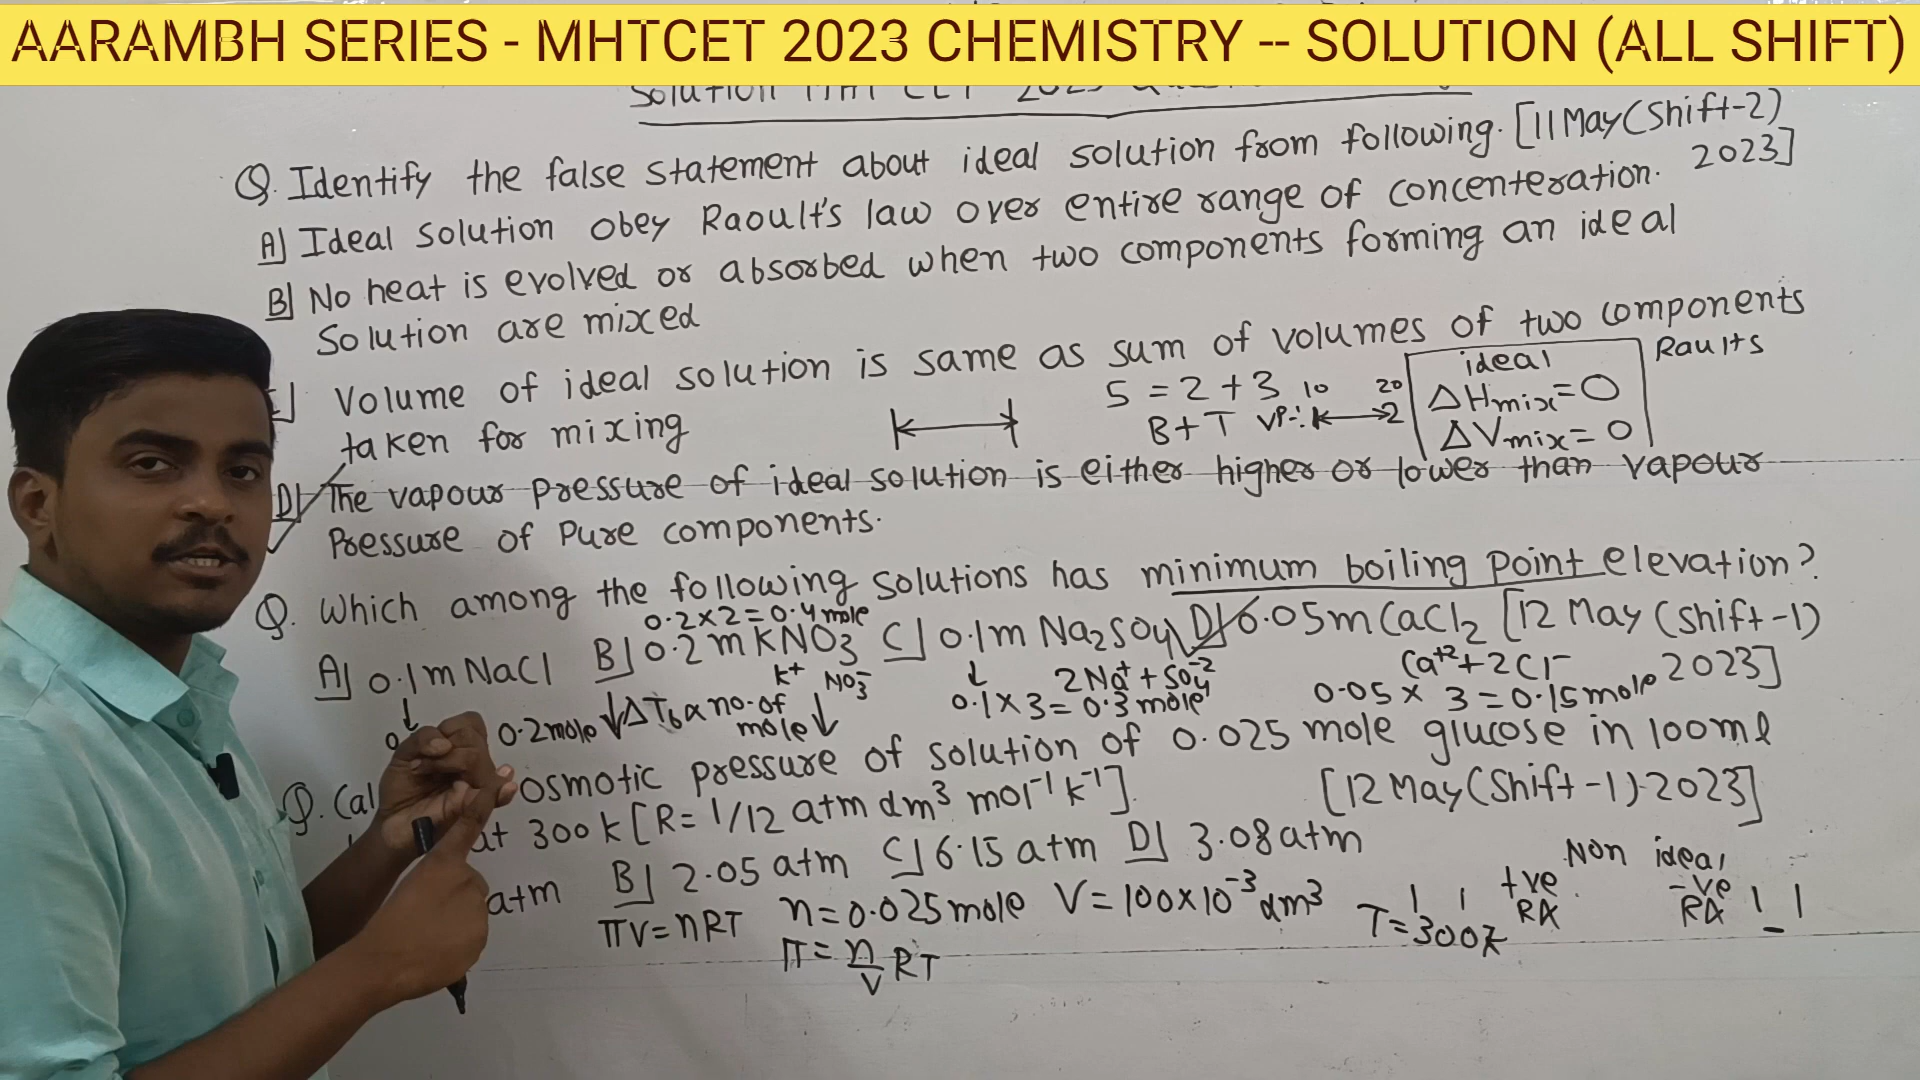 AARAMBH SERIES - MHTCET 2023 CHEMISTRY -- SOLUTION (ALL SHIFT)
Q. Identify the false statement about ideal solution from following. [11 May (Shift-2) 2023]
A] Ideal solution obey Raoult's law over entire range of concenteration.
B] No heat is evolved or absorbed when two components forming an ideal
Solution are mixed
Volume of ideal solution is same as sum of volumes of two components
taken for mixing
5 = 2 + 3
B + T
10 20
VP-:
ideal
ΔHmix = 0
ΔVmix = 0
Raults
D] The vapour pressure of ideal solution is either higher or lower than vapour
Pressure of Pure components.
Q. Which among the following solutions has minimum boiling point elevation?
0.2 x 2 = 0.4 mole
A] 0.1m NaCl B] 0.2 m KNO3 C] 0.1m Na2SO4 D] 0.05m CaCl2 [12 May (shift-1) 2023]
K+ NO3-
2Na+ + SO4-2
Ca+2 + 2Cl-
0.2 mole ↓ΔTb α no. of mole↓
0.1 x 3 = 0.3 mole
0.05 x 3 = 0.15 mole
Q. Cal osmotic pressure of solution of 0.025 mole glucose in 100ml
at 300 K [R = 1/12 atm dm3 mol-1 K-1]. [12 May (Shift-1) 2023]
atm B] 2.05 atm C] 6.15 atm D] 3.08 atm
πV = nRT n = 0.025 mole V = 100 x 10-3 dm3 T = 300K
π = n/V RT
Non ideal
+ve
RA
-ve
RA